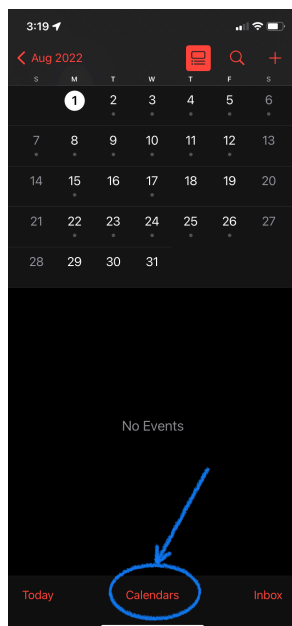 3:19
Aug 2022
S M T W T F S
1 2 3 4 5 6
7 8 9 10 11 12 13
14 15 16 17 18 19 20
21 22 23 24 25 26 27
28 29 30 31
No Events
Today Calendars Inbox